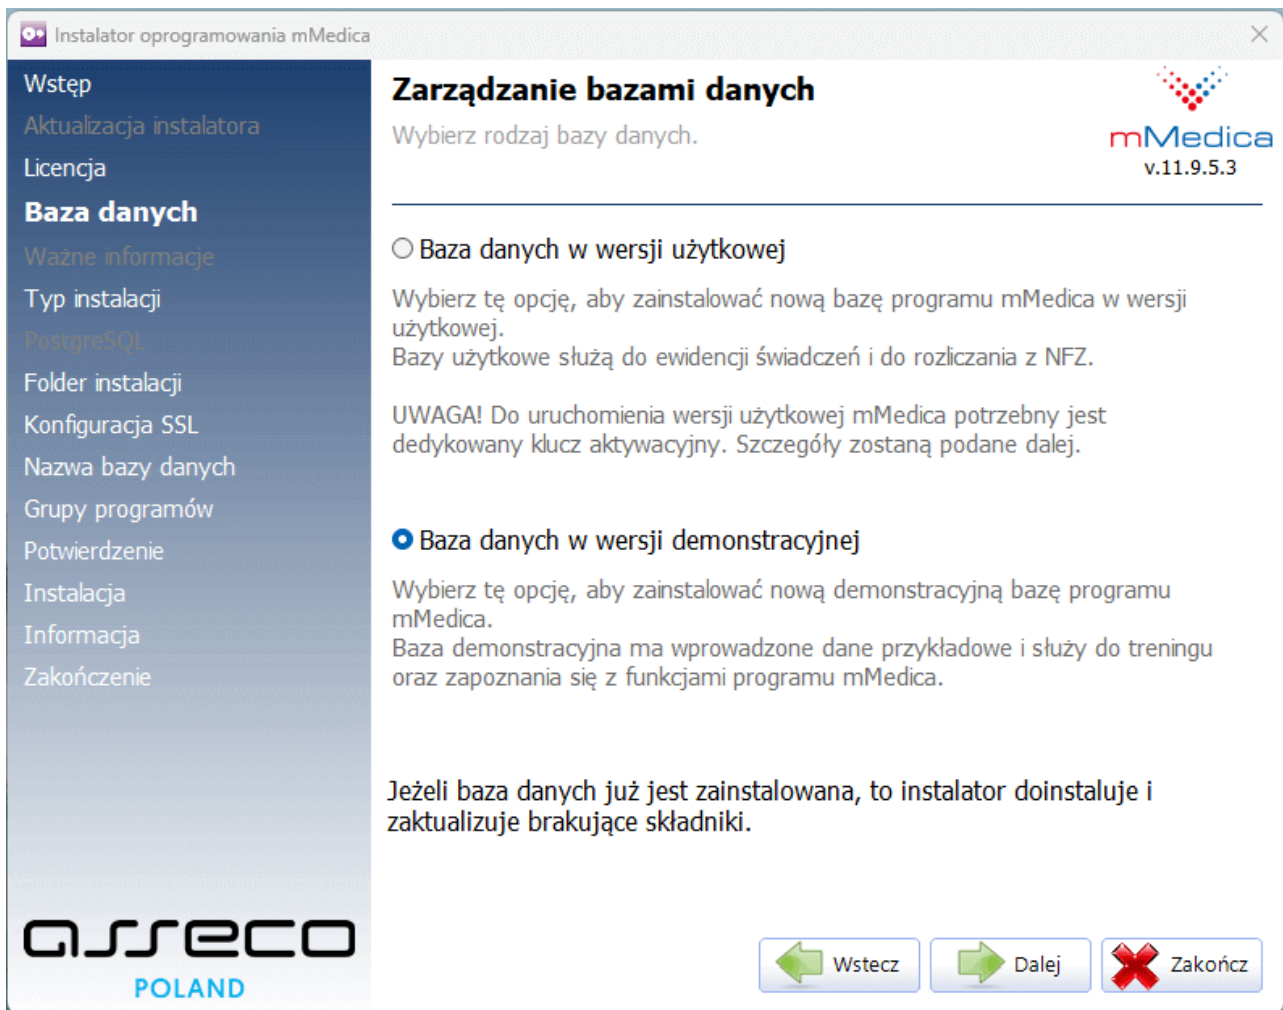 Instalator oprogramowania mMedica
Wstęp
Aktualizacja instalatora
Licencja
Baza danych
Ważne informacje
Typ instalacji
PostgreSQL
Folder instalacji
Konfiguracja SSL
Nazwa bazy danych
Grupy programów
Potwierdzenie
Instalacja
Informacja
Zakończenie
asseco
POLAND
Zarządzanie bazami danych
Wybierz rodzaj bazy danych.
mMedica
v.11.9.5.3
Baza danych w wersji użytkowej
Wybierz tę opcję, aby zainstalować nową bazę programu mMedica w wersji
użytkowej.
Bazy użytkowe służą do ewidencji świadczeń i do rozliczania z NFZ.
UWAGA! Do uruchomienia wersji użytkowej mMedica potrzebny jest
dedykowany klucz aktywacyjny. Szczegóły zostaną podane dalej.
Baza danych w wersji demonstracyjnej
Wybierz tę opcję, aby zainstalować nową demonstracyjną bazę programu
mMedica.
Baza demonstracyjna ma wprowadzone dane przykładowe i służy do treningu
oraz zapoznania się z funkcjami programu mMedica.
Jeżeli baza danych już jest zainstalowana, to instalator doinstaluje i
zaktualizuje brakujące składniki.
Wstecz
Dalej
Zakończ